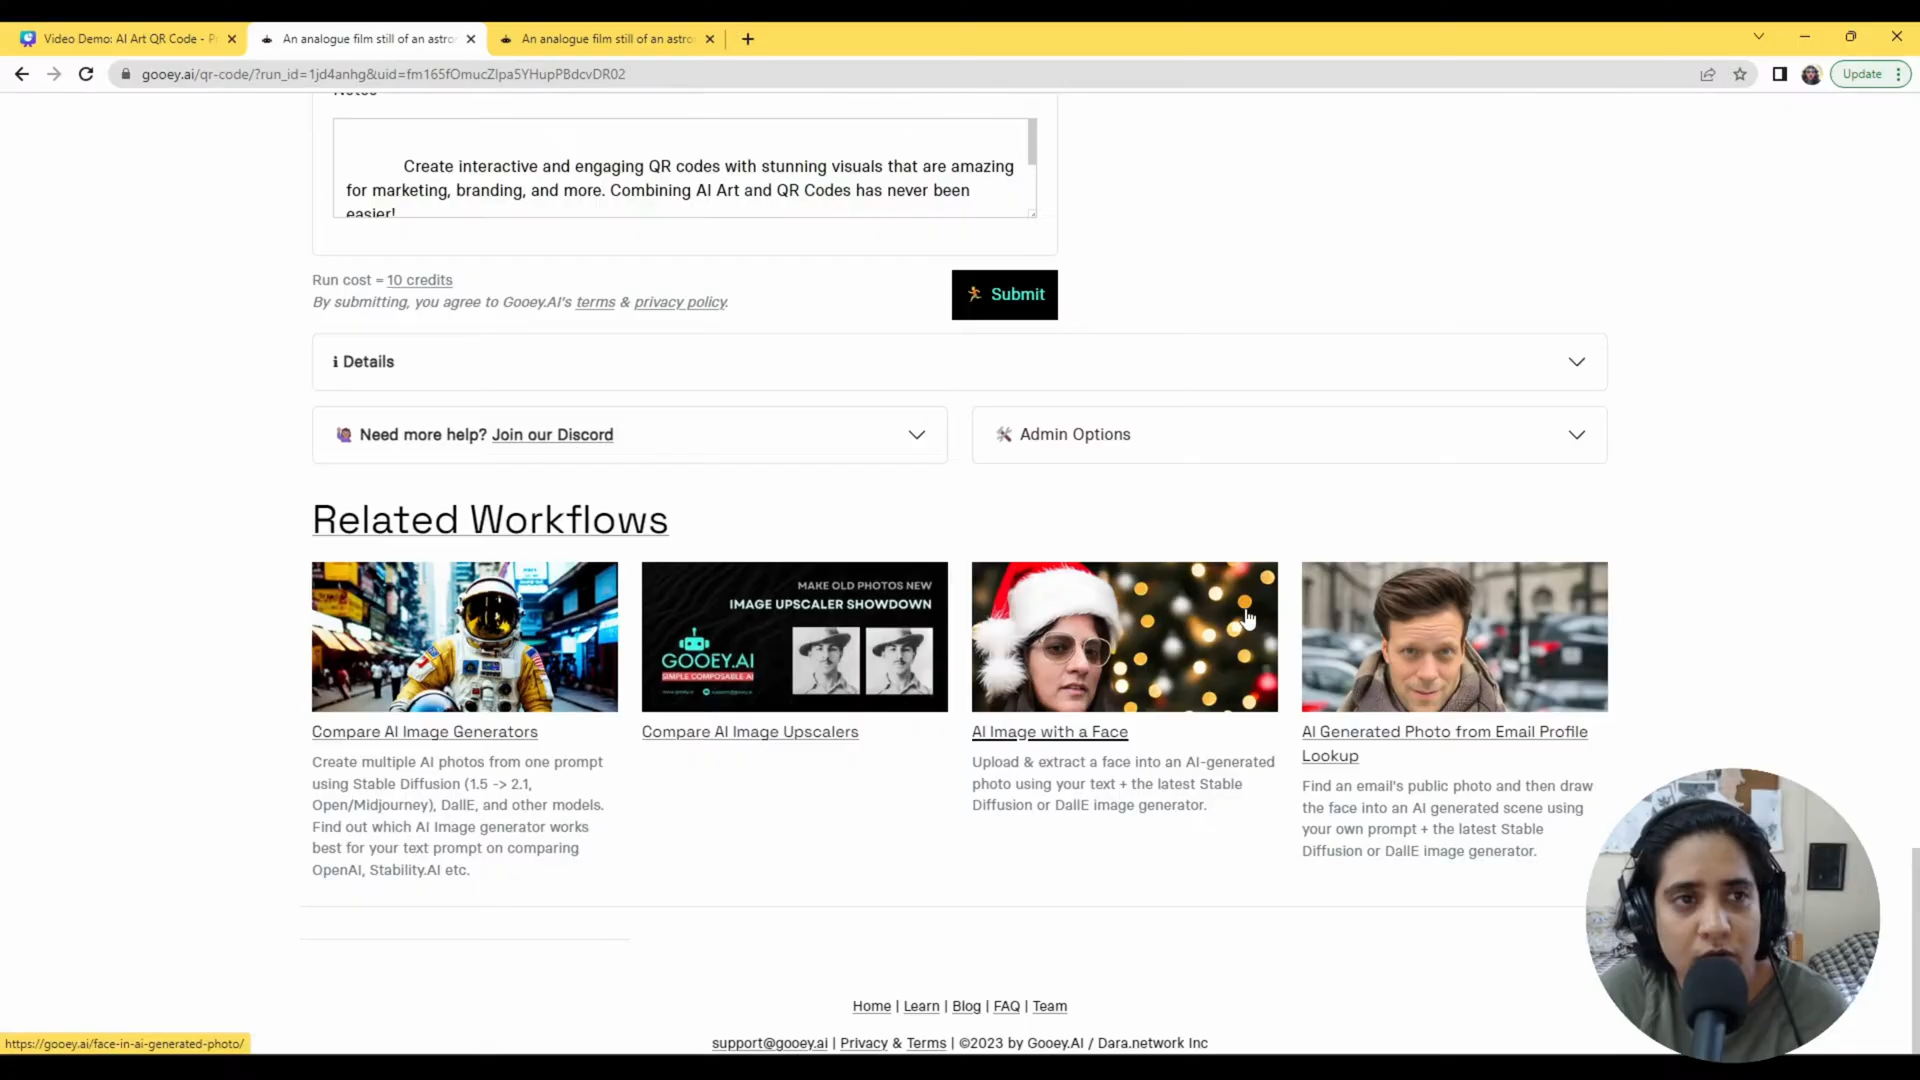 Video Demo: AI Art QR Code - P
An analogue film still of an astro
An analogue film still of an astro
gooey.ai/qr-code/?run_id=1jd4anhg&uid=fm165fOmucZlpa5YHupPBdcvDR02
Update
Notes
Create interactive and engaging QR codes with stunning visuals that are amazing
for marketing, branding, and more. Combining AI Art and QR Codes has never been
easier!
Run cost = 10 credits
By submitting, you agree to Gooey.AI's terms & privacy policy.
Submit
Details
Need more help? Join our Discord
Admin Options
Related Workflows
MAKE OLD PHOTOS NEW
IMAGE UPSCALER SHOWDOWN
GOOEY.AI
SIMPLE COMPOSABLE AI
Compare AI Image Generators
Create multiple AI photos from one prompt
using Stable Diffusion (1.5 -> 2.1,
Open/Midjourney), DallE, and other models.
Find out which AI Image generator works
best for your text prompt on comparing
OpenAI, Stability.AI etc.
Compare AI Image Upscalers
AI Image with a Face
Upload & extract a face into an AI-generated
photo using your text + the latest Stable
Diffusion or DallE image generator.
AI Generated Photo from Email Profile
Lookup
Find an email's public photo and then draw
the face into an AI generated scene using
your own prompt + the latest Stable
Diffusion or DallE image generator.
Home | Learn | Blog | FAQ | Team
support@gooey.ai | Privacy & Terms | ©2023 by Gooey.AI / Dara.network Inc
https://gooey.ai/face-in-ai-generated-photo/